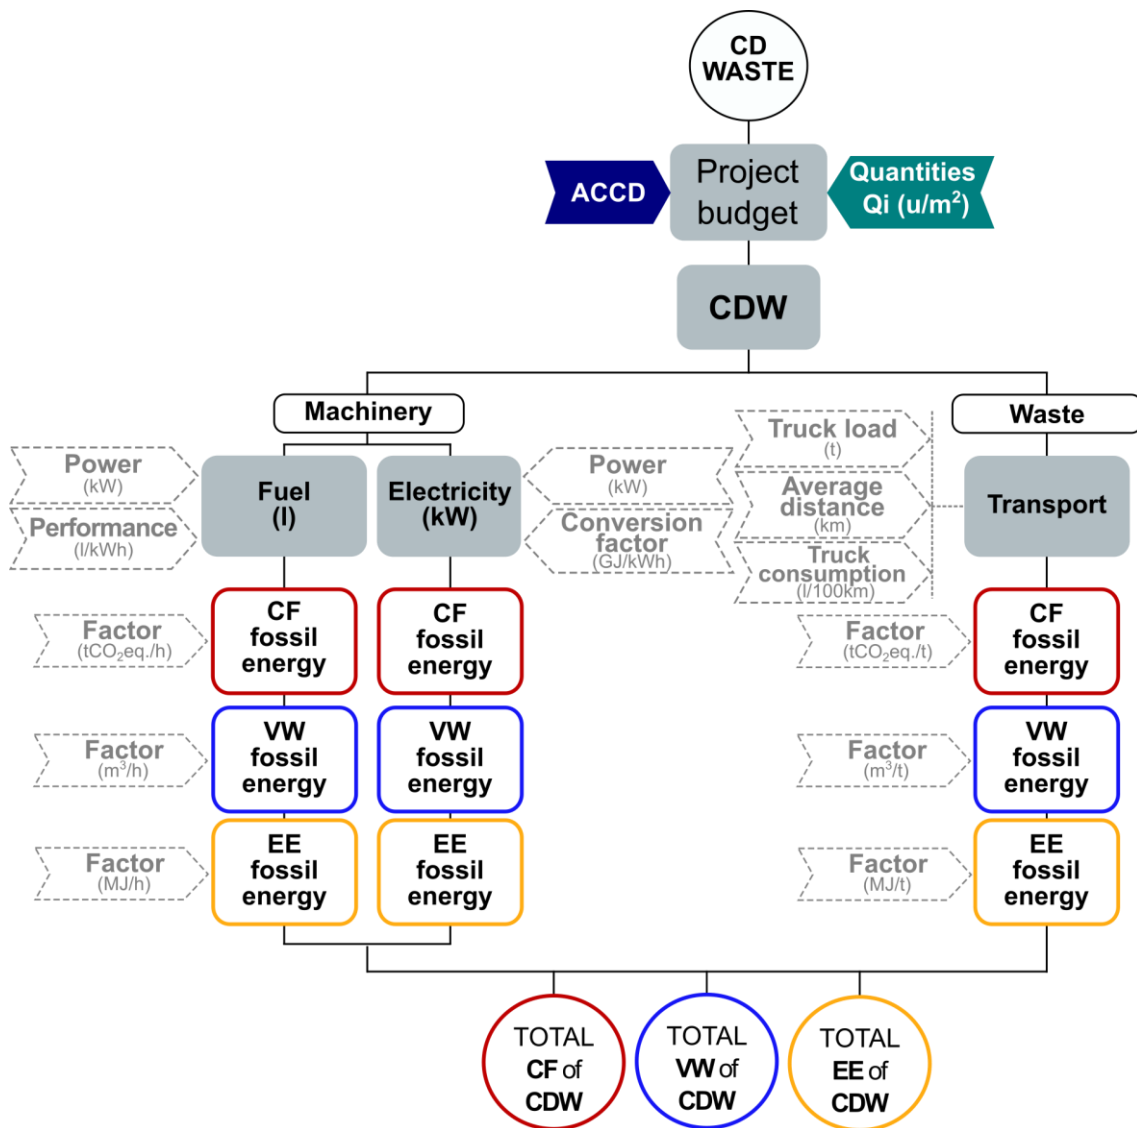 CD
WASTE
ACCD
Project
budget
Quantities
Qi (u/m²)
CDW
Machinery
Waste
Power
(kW)
Performance
(l/kWh)
Fuel
(l)
Electricity
(kW)
Power
(kW)
Conversion
factor
(GJ/kWh)
Truck load
(t)
Average
distance
(km)
Truck
consumption
(l/100km)
Transport
Factor
(tCO₂eq./h)
CF
fossil
energy
CF
fossil
energy
Factor
(tCO₂eq./t)
CF
fossil
energy
Factor
(m³/h)
VW
fossil
energy
VW
fossil
energy
Factor
(m³/t)
VW
fossil
energy
Factor
(MJ/h)
EE
fossil
energy
EE
fossil
energy
Factor
(MJ/t)
EE
fossil
energy
TOTAL
CF of
CDW
TOTAL
VW of
CDW
TOTAL
EE of
CDW